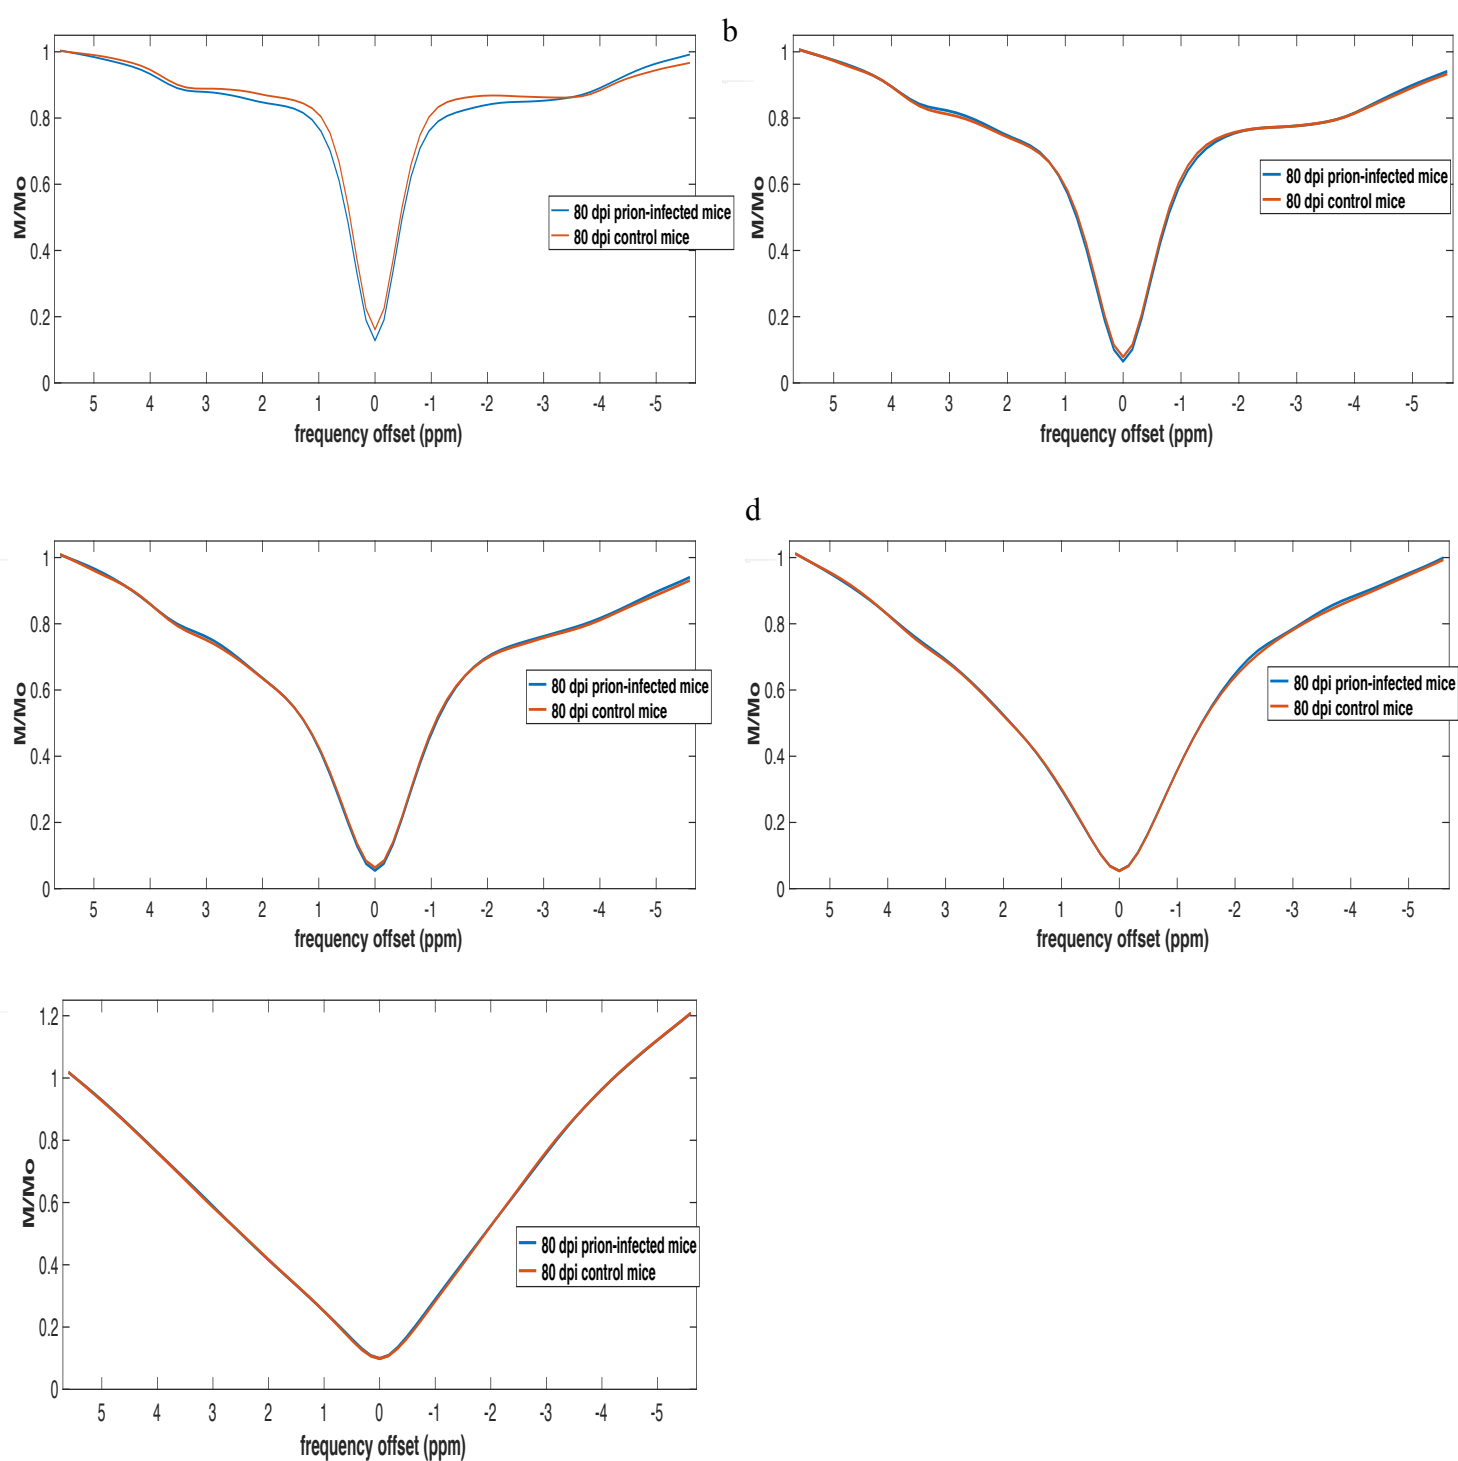 b
1
0.8
0.6
0.4
0.2
0
M/Mo
80 dpi prion-infected mice
80 dpi control mice
5 4 3 2 1 0 -1 -2 -3 -4 -5
frequency offset (ppm)
1
0.8
0.6
0.4
0.2
0
M/Mo
80 dpi prion-infected mice
80 dpi control mice
5 4 3 2 1 0 -1 -2 -3 -4 -5
frequency offset (ppm)
d
1
0.8
0.6
0.4
0.2
0
M/Mo
80 dpi prion-infected mice
80 dpi control mice
5 4 3 2 1 0 -1 -2 -3 -4 -5
frequency offset (ppm)
1
0.8
0.6
0.4
0.2
0
M/Mo
80 dpi prion-infected mice
80 dpi control mice
5 4 3 2 1 0 -1 -2 -3 -4 -5
frequency offset (ppm)
1.2
1
0.8
0.6
0.4
0.2
0
M/Mo
80 dpi prion-infected mice
80 dpi control mice
5 4 3 2 1 0 -1 -2 -3 -4 -5
frequency offset (ppm)